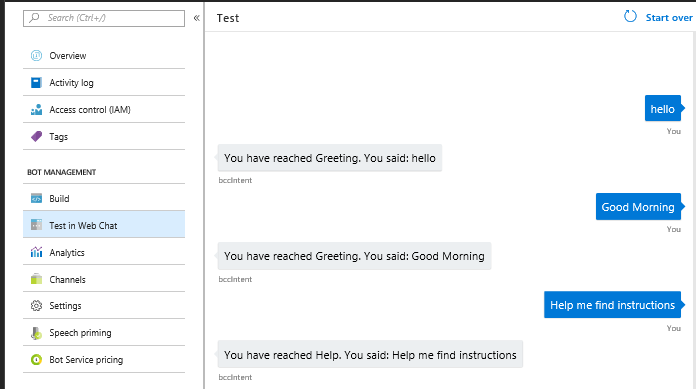 Search (Ctrl+/)
«
Overview
Activity log
Access control (IAM)
Tags
BOT MANAGEMENT
Build
Test in Web Chat
Analytics
Channels
Settings
Speech priming
Bot Service pricing
Test
Start over
hello
You
You have reached Greeting. You said: hello
bccIntent
Good Morning
You
You have reached Greeting. You said: Good Morning
bccIntent
Help me find instructions
You
You have reached Help. You said: Help me find instructions
bccIntent